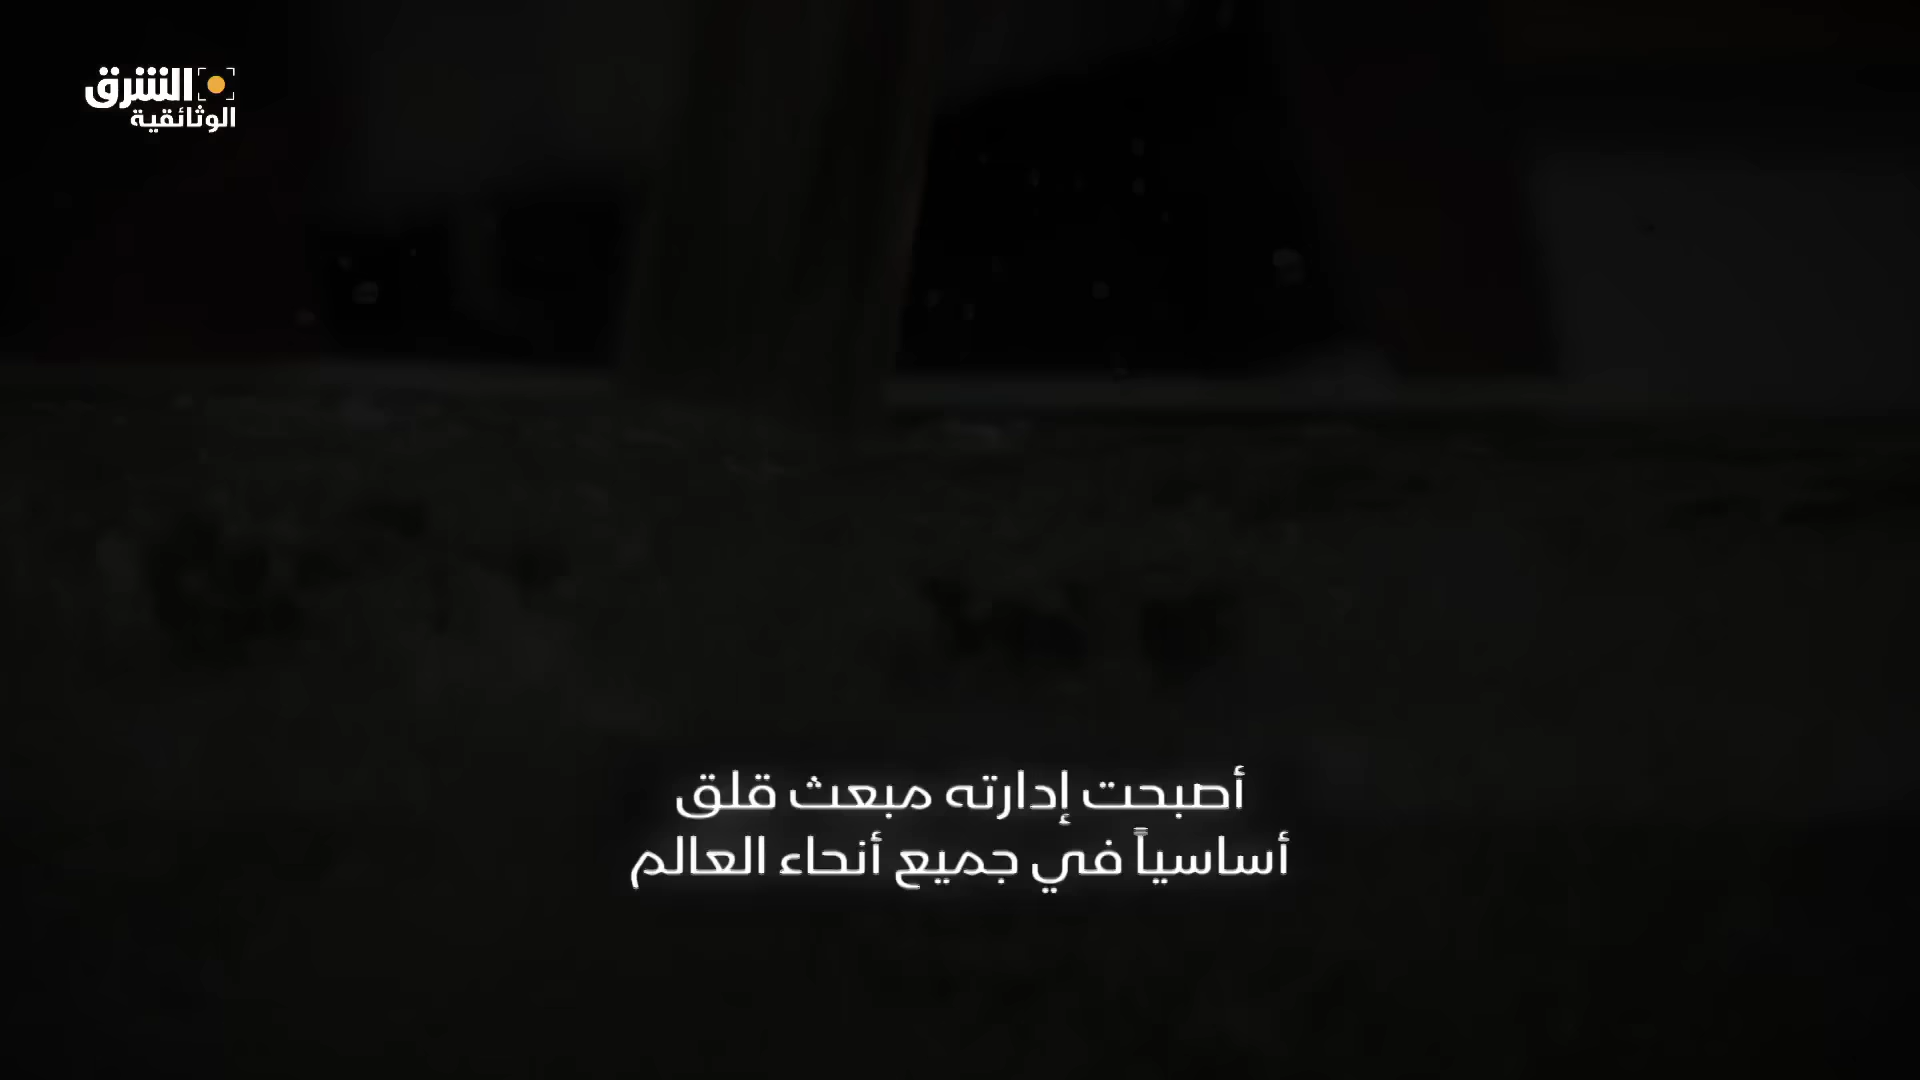 الشرق
الوثائقية
أصبحت إدارته مبعث قلق
أساسياً في جميع أنحاء العالم